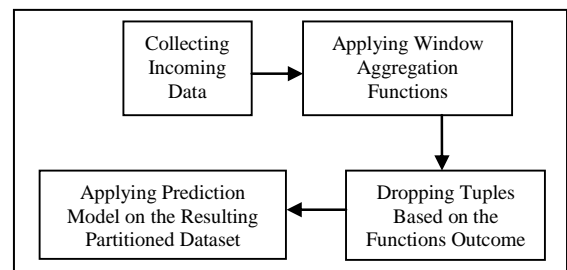 Collecting
Incoming
Data
Applying Window
Aggregation
Functions
Dropping Tuples
Based on the
Functions Outcome
Applying Prediction
Model on the Resulting
Partitioned Dataset